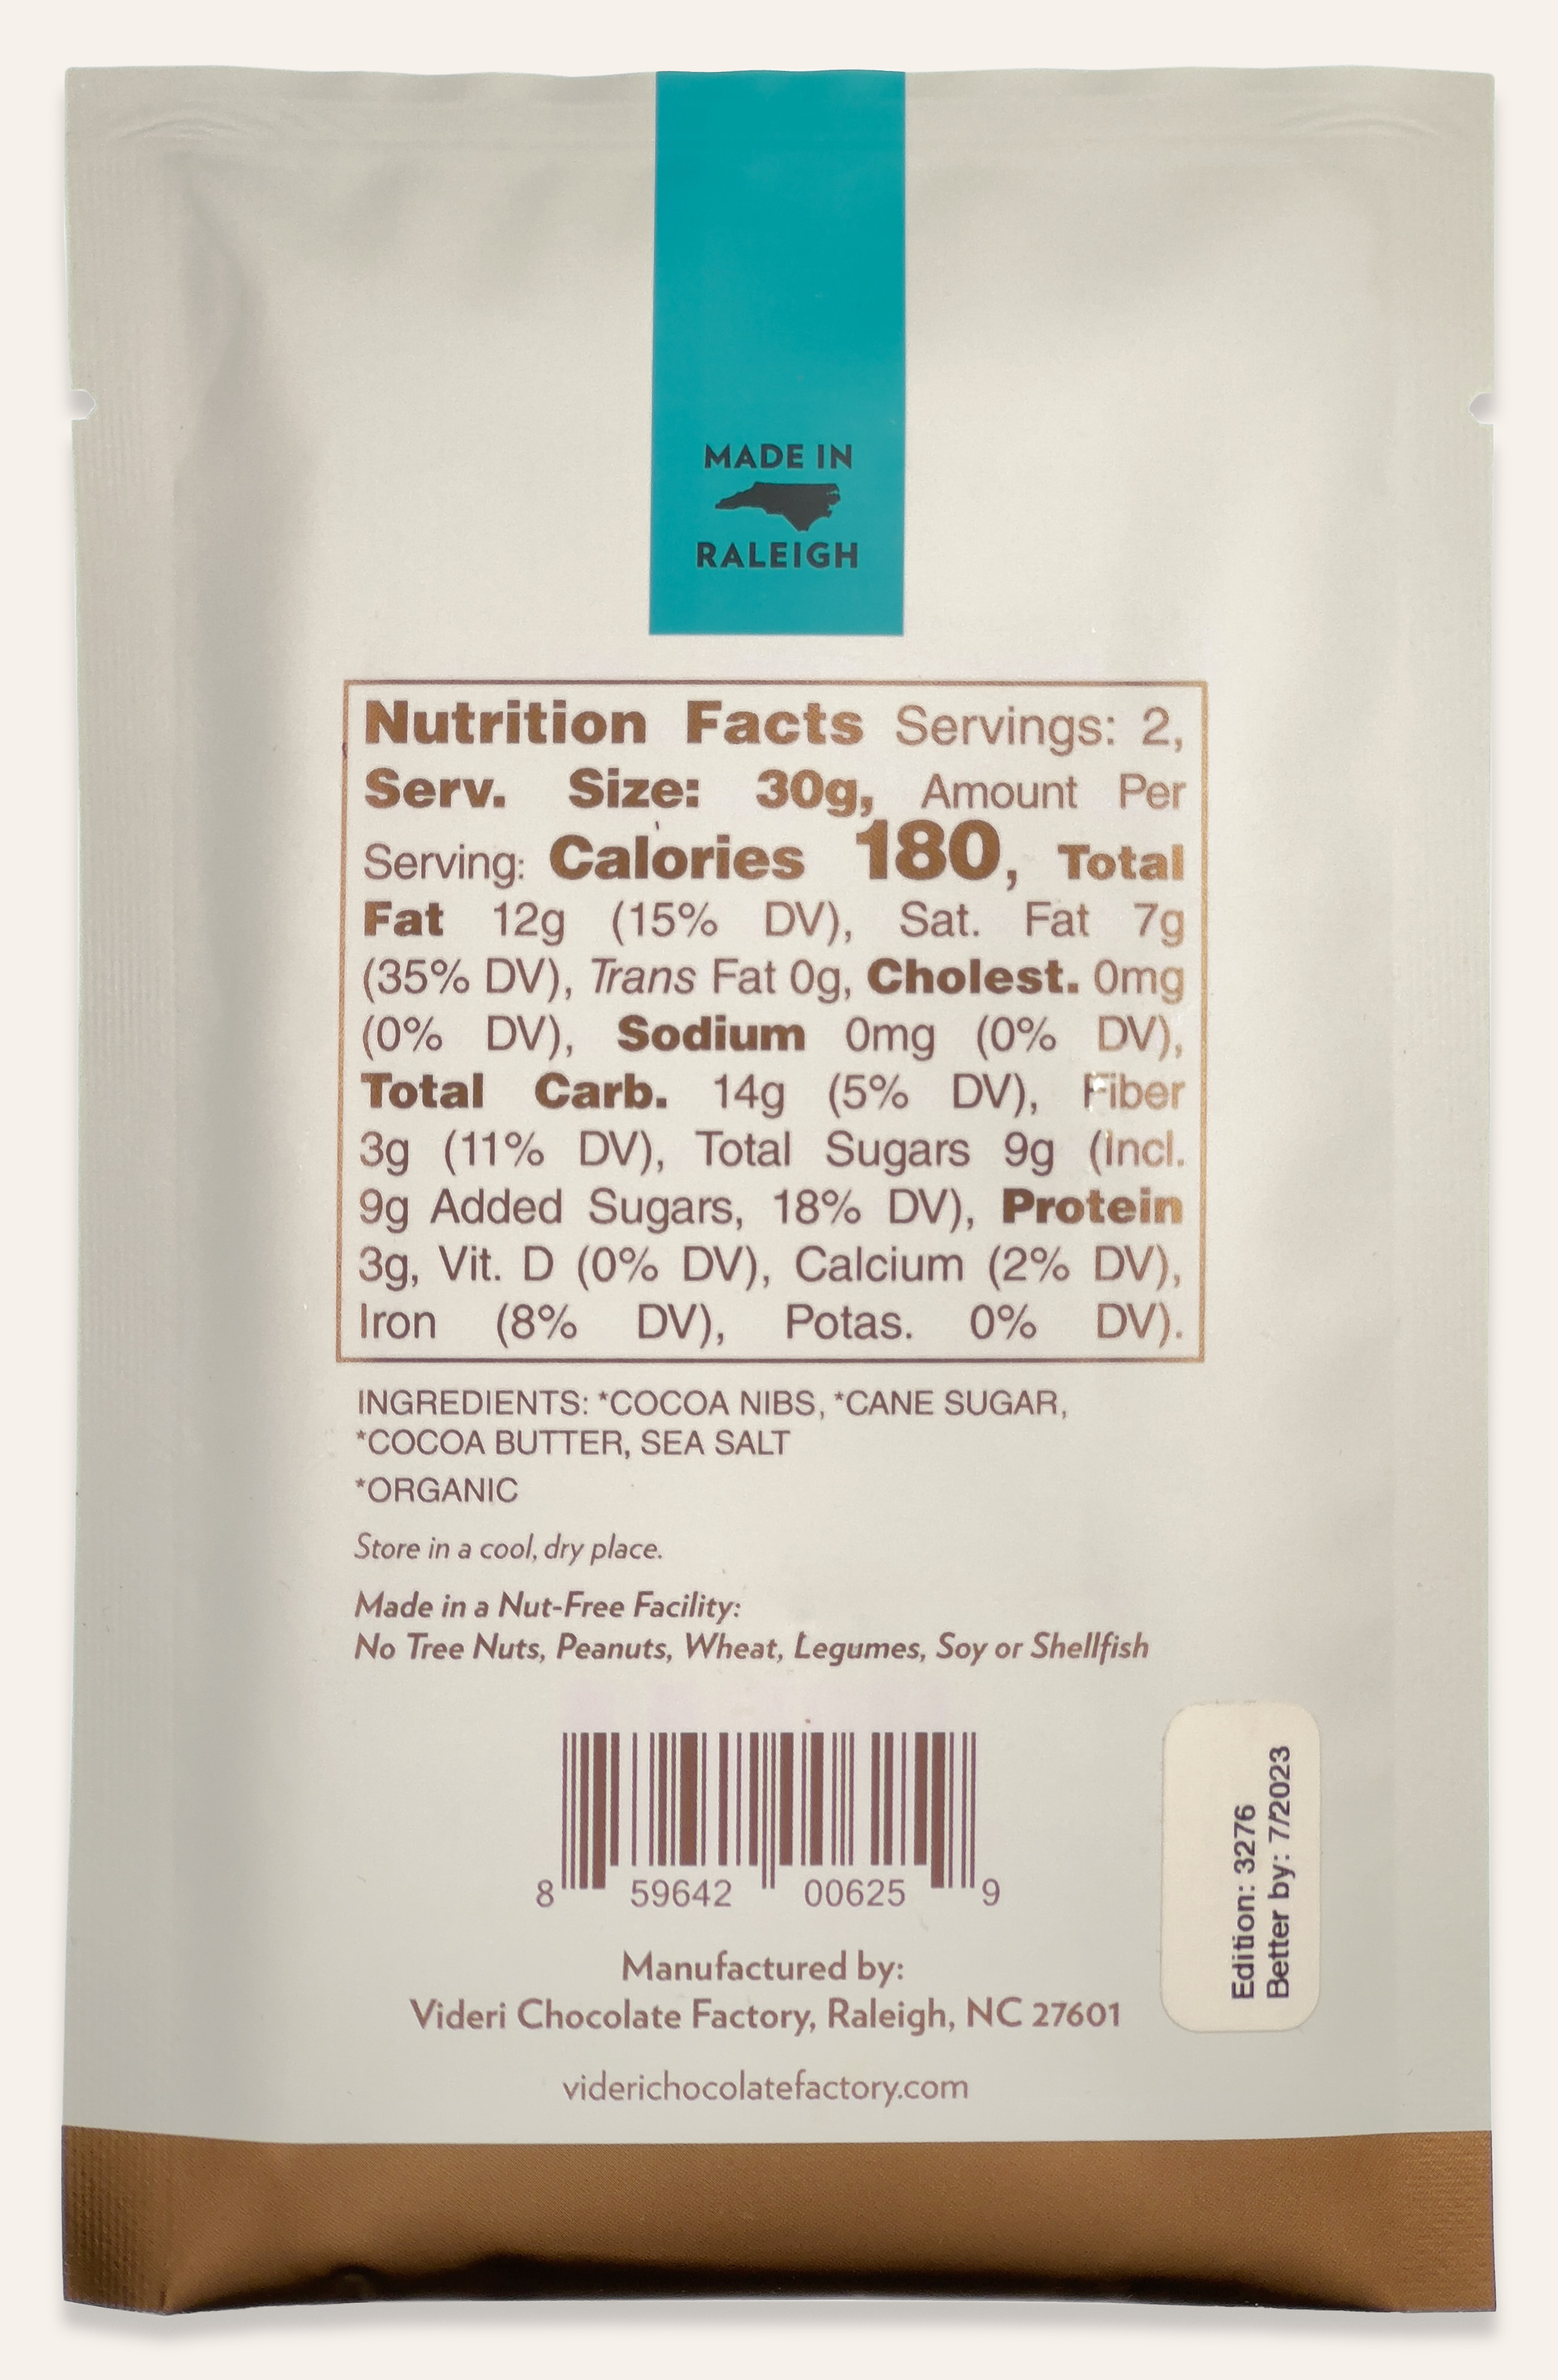 MADE IN
RALEIGH
Nutrition Facts Servings: 2,
Serv. Size: 30g, Amount Per
Serving: Calories 180, Total
Fat 12g (15% DV), Sat. Fat 7g
(35% DV), Trans Fat 0g, Cholest. 0mg
(0% DV), Sodium 0mg (0% DV),
Total Carb. 14g (5% DV), Fiber
3g (11% DV), Total Sugars 9g (Incl.
9g Added Sugars, 18% DV), Protein
3g, Vit. D (0% DV), Calcium (2% DV),
Iron (8% DV), Potas. 0% DV).
INGREDIENTS: *COCOA NIBS, *CANE SUGAR,
*COCOA BUTTER, SEA SALT
*ORGANIC
Store in a cool, dry place.
Made in a Nut-Free Facility:
No Tree Nuts, Peanuts, Wheat, Legumes, Soy or Shellfish
8 59642 00625 9
Edition: 3276
Better by: 7/2023
Manufactured by:
Videri Chocolate Factory, Raleigh, NC 27601
viderichocolatefactory.com